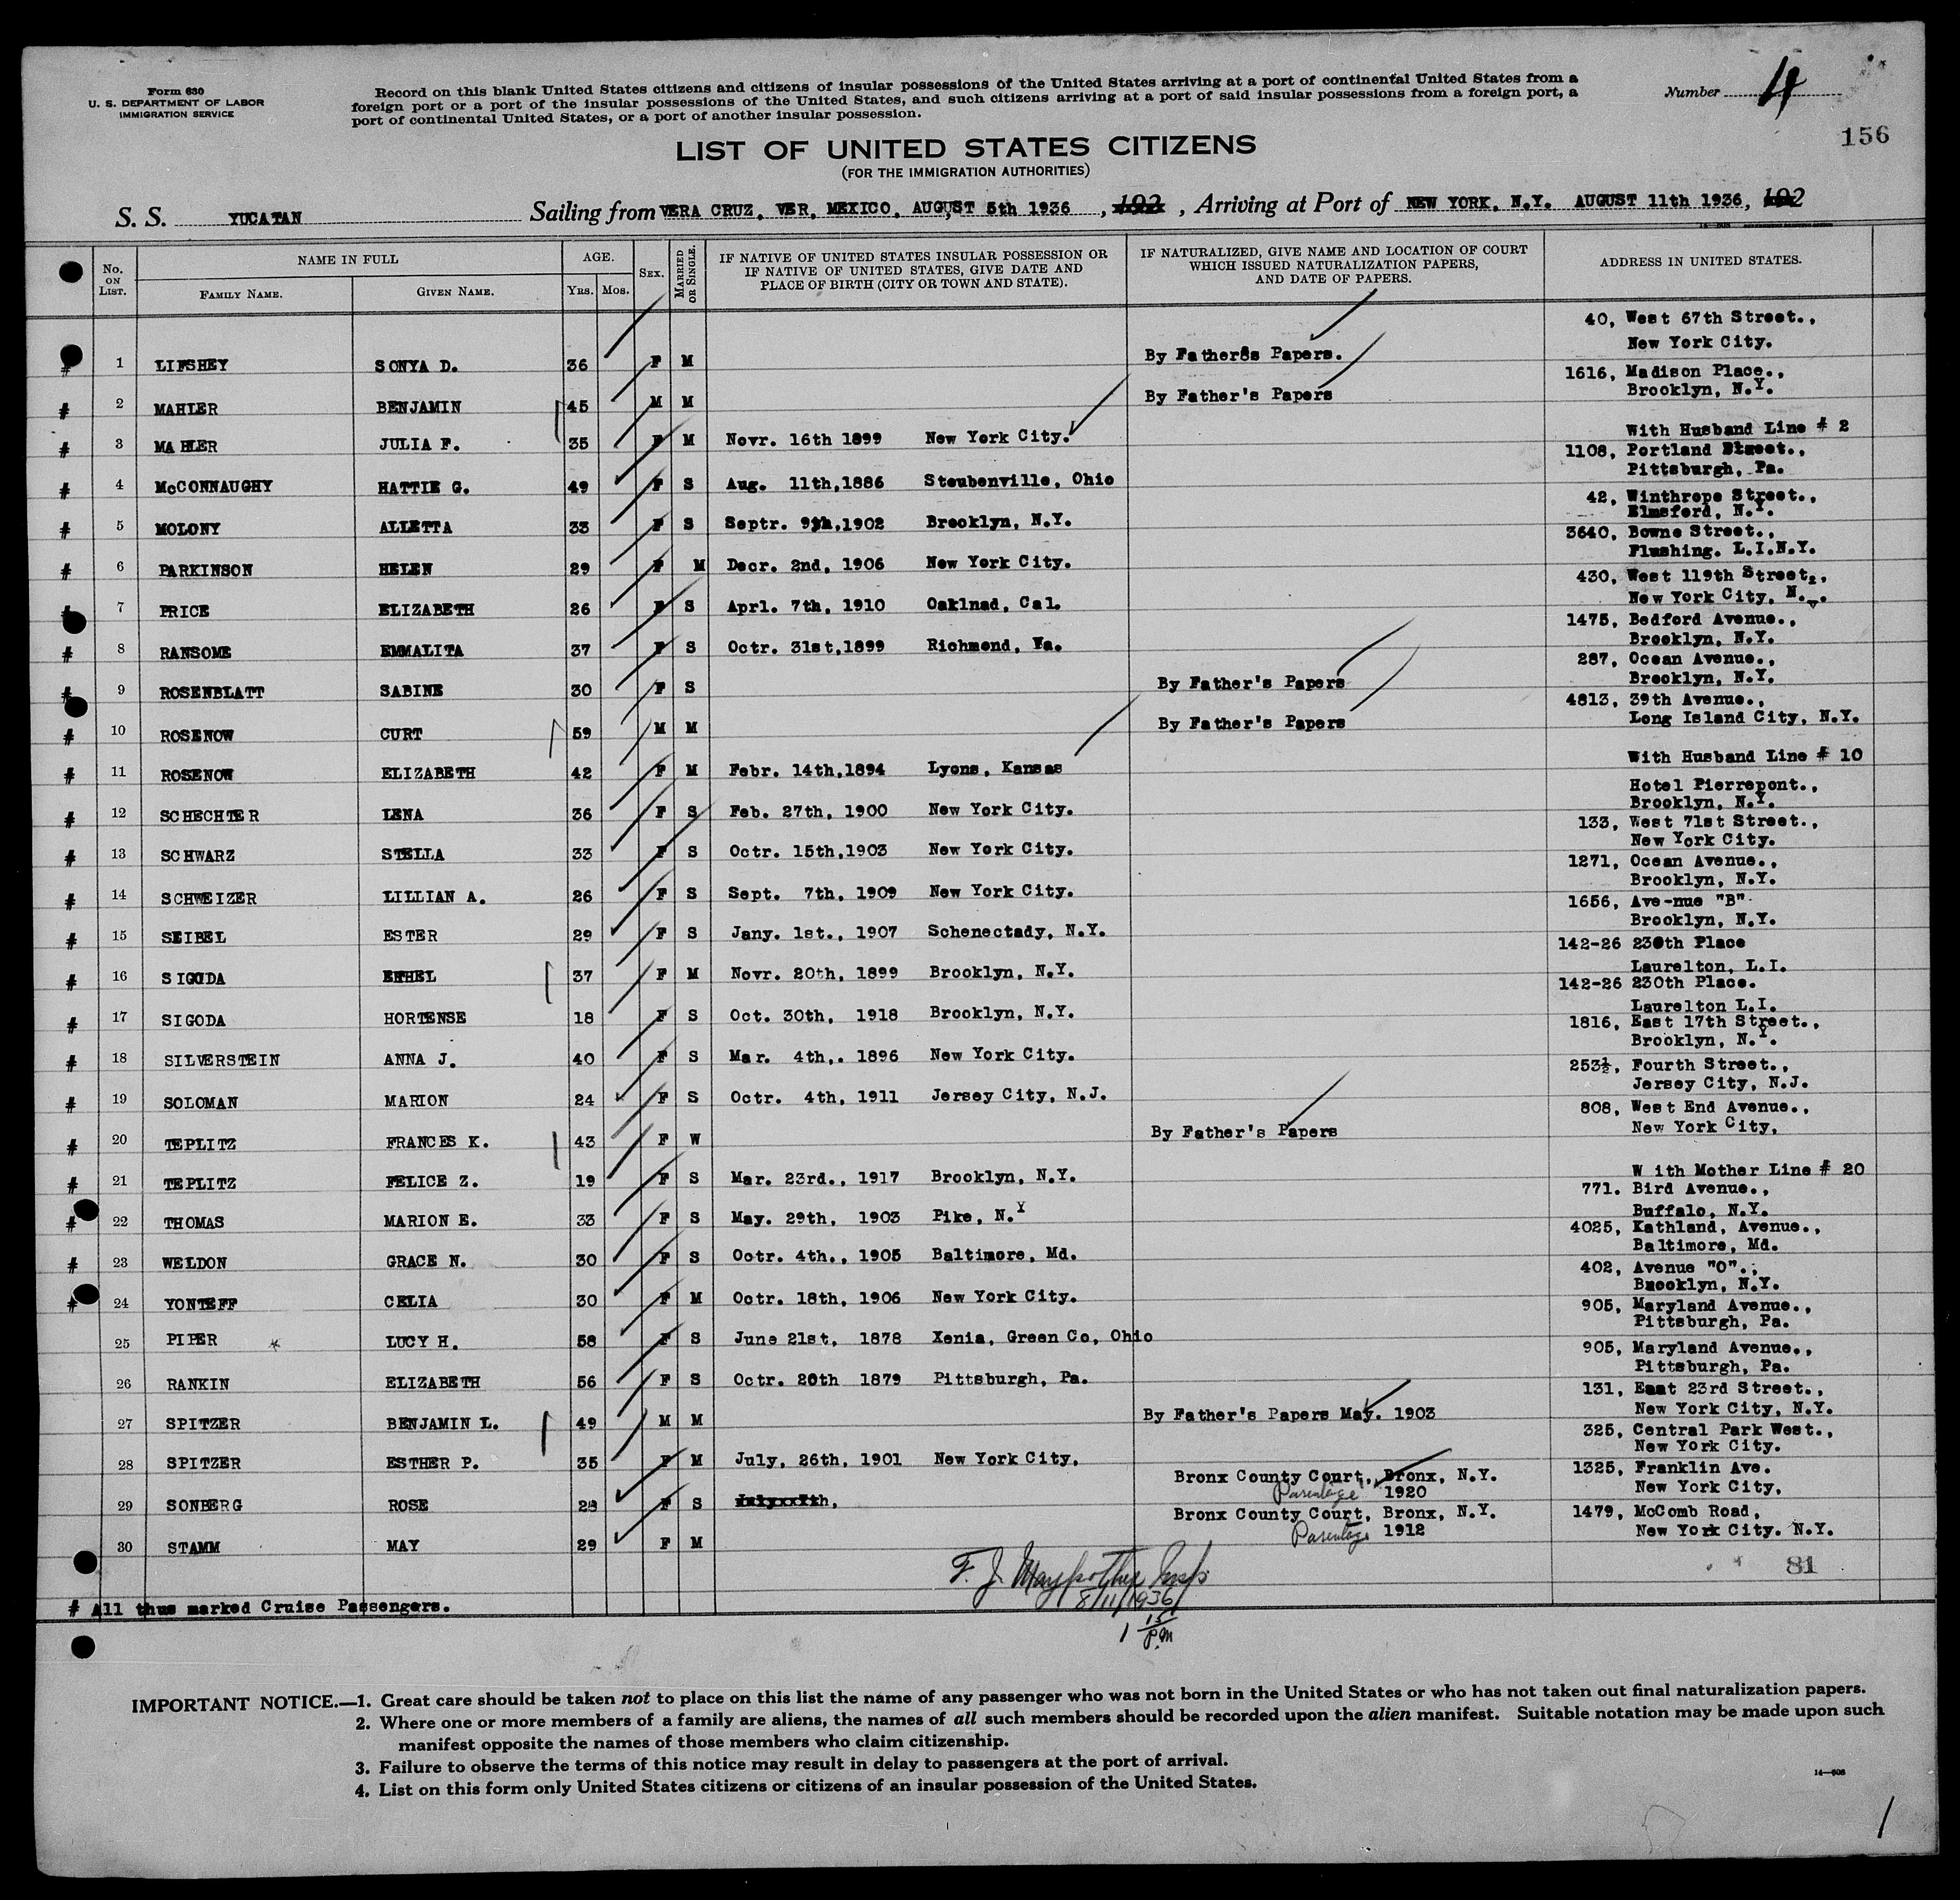 Form 630
U. S. DEPARTMENT OF LABOR
IMMIGRATION SERVICE
Record on this blank United States citizens and citizens of insular possessions of the United States arriving at a port of continental United States from a
foreign port or a port of the insular possessions of the United States, and such citizens arriving at a port of said insular possessions from a foreign port, a
port of continental United States, or a port of another insular possession.
Number 4
156
LIST OF UNITED STATES CITIZENS
(FOR THE IMMIGRATION AUTHORITIES)
S. S. YUCATAN Sailing from VERA CRUZ, VER, MEXICO, AUGUST 5th 1936, 192, Arriving at Port of NEW YORK, N.Y. AUGUST 11th 1936, 192
No. ON LIST.
NAME IN FULL
FAMILY NAME. GIVEN NAME.
AGE.
YRS. MOS.
SEX.
MARRIED OR SINGLE.
IF NATIVE OF UNITED STATES INSULAR POSSESSION OR
IF NATIVE OF UNITED STATES, GIVE DATE AND
PLACE OF BIRTH (CITY OR TOWN AND STATE).
IF NATURALIZED, GIVE NAME AND LOCATION OF COURT
WHICH ISSUED NATURALIZATION PAPERS,
AND DATE OF PAPERS.
ADDRESS IN UNITED STATES.
40, West 67th Street.,
New York City.
# 1 LIFSHEY SONYA D. 36 F M By Father8s Papers.
1616, Madison Place.,
Brooklyn, N.Y.
# 2 MAHLER BENJAMIN 45 M M By Father's Papers
# 3 MAHLER JULIA F. 35 F M Novr. 16th 1899 New York City. With Husband Line # 2
1108, Portland Street.,
Pittsburgh, Pa.
# 4 McCONNAUGHY HATTIE G. 49 F S Aug. 11th,1886 Steubenville, Ohio
42, Winthrope Street.,
Elmsford, N.Y.
# 5 MOLONY ALLETTA 33 F S Septr. 9th,1902 Brooklyn, N.Y.
3640, Bowne Street.,
Flushing. L.I.N.Y.
# 6 PARKINSON HELEN 29 F M Decr. 2nd, 1906 New York City.
430, West 119th Street.,
New York City, N.Y.
# 7 PRICE ELIZABETH 26 F S Aprl. 7th, 1910 Oaklnad, Cal.
1475, Bedford Avenue.,
Brooklyn, N.Y.
# 8 RANSOME EMMALITA 37 F S Octr. 31st,1899 Richmond, Va.
287, Ocean Avenue.,
Brooklyn, N.Y.
# 9 ROSENBLATT SABINE 30 F S By Father's Papers
4813, 39th Avenue.,
Long Island City, N.Y.
# 10 ROSENOW CURT 59 M M By Father's Papers
# 11 ROSENOW ELIZABETH 42 F M Febr. 14th,1894 Lyons, Kansas With Husband Line # 10
Hotel Pierrepont.,
Brooklyn, N.Y.
# 12 SCHECHTER LENA 36 F S Feb. 27th, 1900 New York City.
133, West 71st Street.,
New York City.
# 13 SCHWARZ STELLA 33 F S Octr. 15th,1903 New York City.
1271, Ocean Avenue.,
Brooklyn, N.Y.
# 14 SCHWEIZER LILLIAN A. 26 F S Sept. 7th, 1909 New York City.
1656, Ave-nue "B".
Brooklyn, N.Y.
# 15 SEIBEL ESTER 29 F S Jany. 1st., 1907 Schenectady, N.Y.
142-26 230th Place
Laurelton, L.I.
# 16 SIGODA ETHEL 37 F M Novr. 20th, 1899 Brooklyn, N.Y.
142-26 230th Place.
Laurelton L.I.
# 17 SIGODA HORTENSE 18 F S Oct. 30th, 1918 Brooklyn, N.Y.
1816, East 17th Street.,
Brooklyn, N.Y.
# 18 SILVERSTEIN ANNA J. 40 F S Mar. 4th,. 1896 New York City.
253½, Fourth Street.,
Jersey City, N.J.
# 19 SOLOMAN MARION 24 F S Octr. 4th, 1911 Jersey City, N.J.
808, West End Avenue.,
New York City,
# 20 TEPLITZ FRANCES K. 43 F W By Father's Papers
# 21 TEPLITZ FELICE Z. 19 F S Mar. 23rd., 1917 Brooklyn, N.Y. W ith Mother Line # 20
771. Bird Avenue.,
Buffalo, N.Y.
# 22 THOMAS MARION E. 33 F S May. 29th, 1903 Pike, N.Y
4025, Kathland, Avenue.,
Baltimore, Md.
# 23 WELDON GRACE N. 30 F S Octr. 4th., 1905 Baltimore, Md.
402, Avenue "O".,
Brooklyn, N.Y.
# 24 YONTEFF CELIA 30 F M Octr. 18th, 1906 New York City.
905, Maryland Avenue.,
Pittsburgh, Pa.
25 PIPER LUCY H. 58 F S June 21st, 1878 Xenia, Green Co, Ohio
905, Maryland Avenue.,
Pittsburgh, Pa.
26 RANKIN ELIZABETH 56 F S Octr. 20th 1879 Pittsburgh, Pa.
131, East 23rd Street.,
New York City, N.Y.
27 SPITZER BENJAMIN L. 49 M M By Father's Papers May. 1903
325, Central Park West.,
New York City.
28 SPITZER ESTHER P. 35 F M July, 26th, 1901 New York City,
Bronx County Court, Bronx, N.Y. 1325, Franklin Ave.
Parentage 1920 New York City,
29 SONBERG ROSE 28 F S
Bronx County Court, Bronx, N.Y. 1479, McComb Road,
Parentage 1912 New York City. N.Y.
30 STAMM MAY 29 F M
81
8/11/1936
1 15 P.M
# All thus marked Cruise Passengers.
IMPORTANT NOTICE.—1. Great care should be taken not to place on this list the name of any passenger who was not born in the United States or who has not taken out final naturalization papers.
2. Where one or more members of a family are aliens, the names of all such members should be recorded upon the alien manifest. Suitable notation may be made upon such
manifest opposite the names of those members who claim citizenship.
3. Failure to observe the terms of this notice may result in delay to passengers at the port of arrival.
4. List on this form only United States citizens or citizens of an insular possession of the United States.
14—608
1